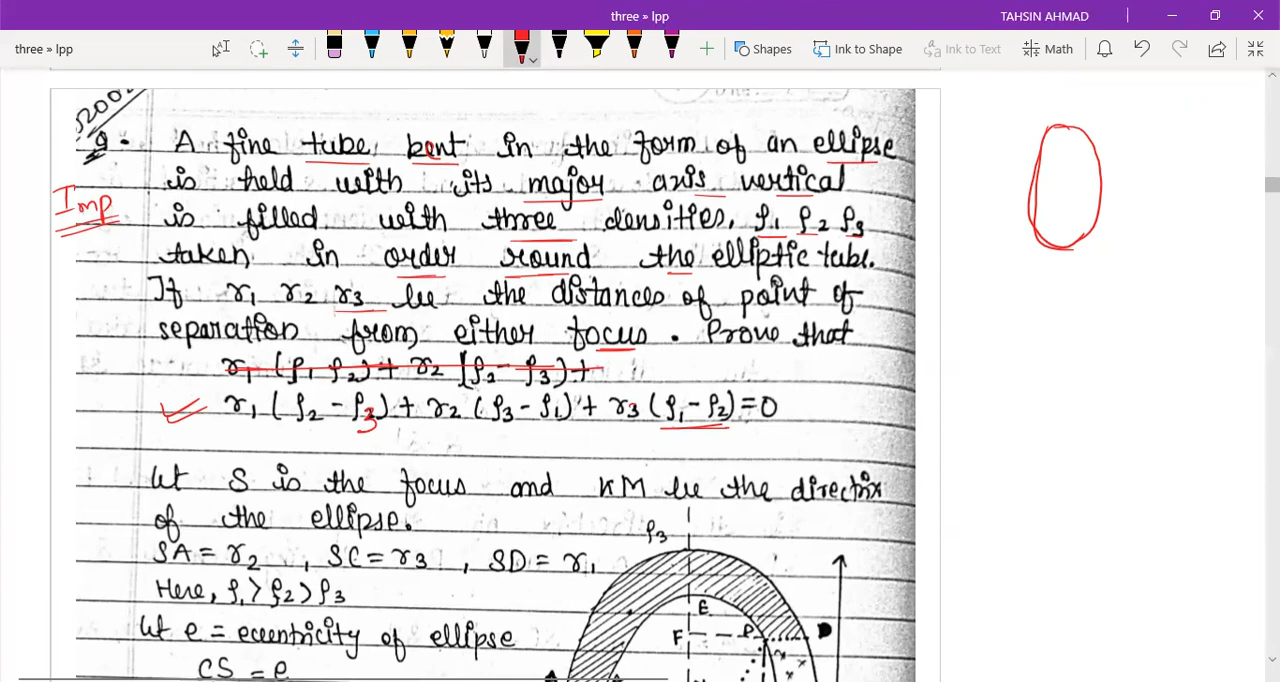 three » lpp
TAHSIN AHMAD
three » lpp
Shapes
Ink to Shape
Ink to Text
Math
g. A fine tube bent in the form of an ellipse
is held with its major axis vertical
Imp
is filled with three densities, ρ1 ρ2 ρ3
taken in order round the elliptic tube.
If r1 r2 r3 be the distances of point of
separation from either focus. Prove that
r1 (ρ1 ρ2) + r2 [ρ2 - ρ3) +
r1 (ρ2 - ρ3) + r2 (ρ3 - ρ1) + r3 (ρ1 - ρ2) = 0
Let S is the focus and KM be the directrix
of the ellipse.
ρ3
SA = r2 , SC = r3 , SD = r1
Here, ρ1 > ρ2 > ρ3
E
Let e = eccentricity of ellipse
F
P
D
CS = e